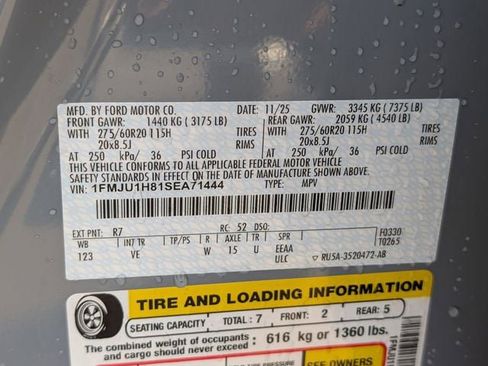 MFD. BY FORD MOTOR CO. 11/25 GVWR: 3345 KG ( 7375 LB)
FRONT GAWR: 1440 KG ( 3175 LB) REAR GAWR: 2059 KG ( 4540 LB)
WITH 275/60R20 115H TIRES WITH 275/60R20 115H TIRES
20x8.5J RIMS 20x8.5J RIMS
AT 250 kPa/ 36 PSI COLD AT 250 kPa/ 36 PSI COLD
THIS VEHICLE CONFORMS TO ALL APPLICABLE FEDERAL MOTOR VEHICLE
SAFETY STANDARDS IN EFFECT ON THE DATE OF MANUFACTURE SHOWN ABOVE.
VIN: 1FMJU1H81SEA71444 TYPE: MPV
EXT PNT: R7 RC: 52 DSO: F0330
WB INT TR TP/PS R AXLE TR SPR T0265
123 VE W 15 U EEAA
ULC RU5A-3520472-AB
TIRE AND LOADING INFORMATION
SEATING CAPACITY TOTAL: 7 FRONT: 2 REAR: 5
The combined weight of occupants and cargo should never exceed: 616 kg or 1360 lbs.
SEE OWNERS